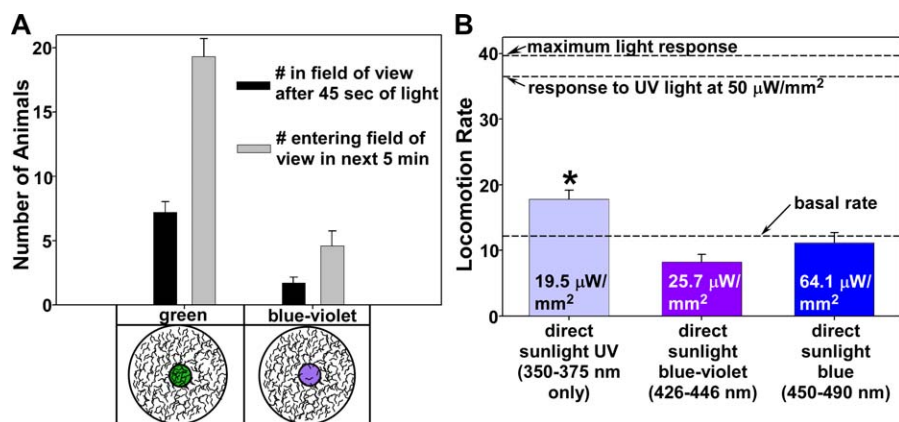 A
Number of Animals
20
15
10
5
0
# in field of view
after 45 sec of light
# entering field of
view in next 5 min
green
blue-violet
B
Locomotion Rate
40
30
20
10
0
maximum light response
response to UV light at 50 μW/mm2
*
basal rate
19.5 μW/
mm2
25.7 μW/
mm2
64.1 μW/
mm2
direct
sunlight UV
(350-375 nm
only)
direct
sunlight
blue-violet
(426-446 nm)
direct
sunlight
blue
(450-490 nm)